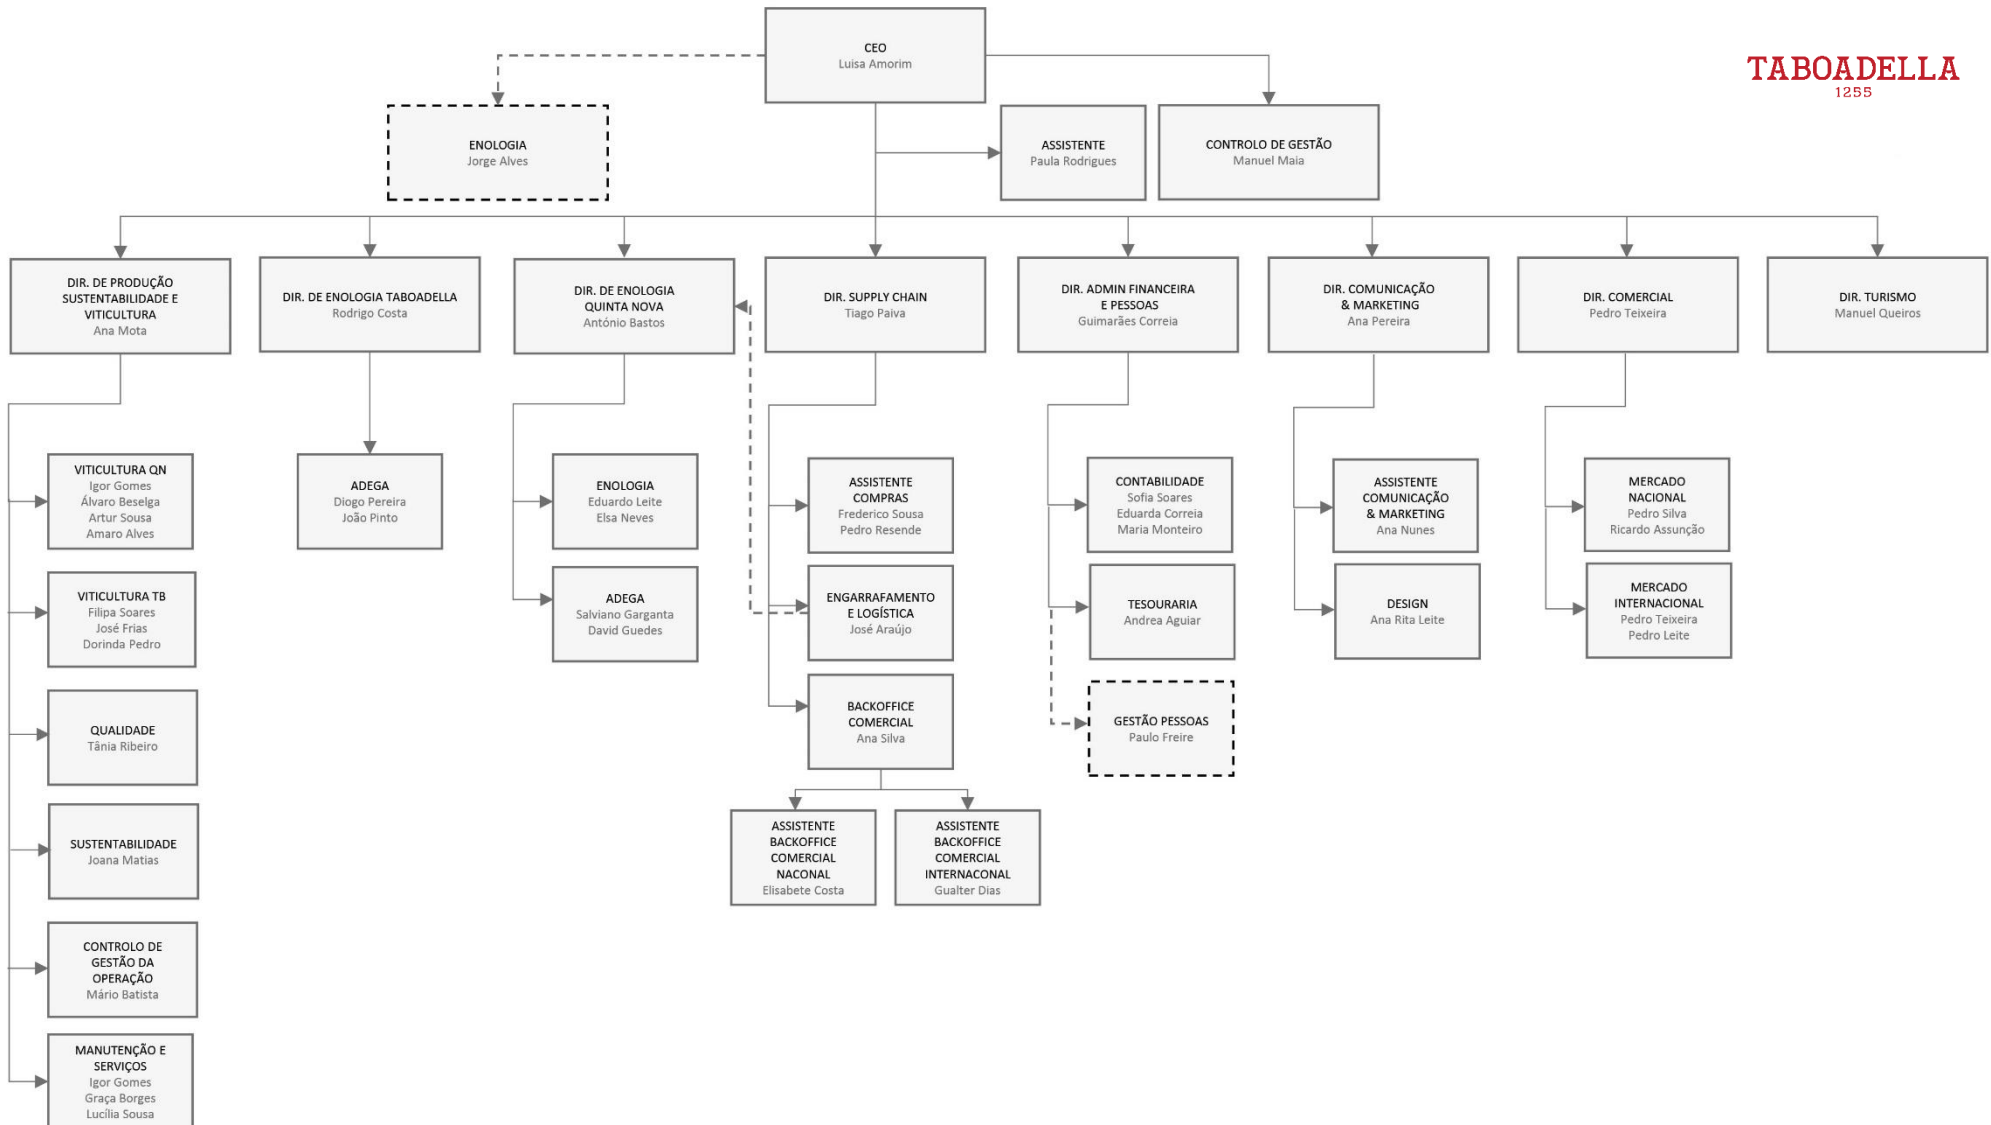 CEO
Luisa Amorim
TABOADELLA
1255
ENOLOGIA
Jorge Alves
ASSISTENTE
Paula Rodrigues
CONTROLO DE GESTÃO
Manuel Maia
DIR. DE PRODUÇÃO
SUSTENTABILIDADE E
VITICULTURA
Ana Mota
DIR. DE ENOLOGIA TABOADELLA
Rodrigo Costa
DIR. DE ENOLOGIA
QUINTA NOVA
António Bastos
DIR. SUPPLY CHAIN
Tiago Paiva
DIR. ADMIN FINANCEIRA
E PESSOAS
Guimarães Correia
DIR. COMUNICAÇÃO
& MARKETING
Ana Pereira
DIR. COMERCIAL
Pedro Teixeira
DIR. TURISMO
Manuel Queiros
VITICULTURA QN
Igor Gomes
Álvaro Beselga
Artur Sousa
Amaro Alves
VITICULTURA TB
Filipa Soares
José Frias
Dorinda Pedro
QUALIDADE
Tânia Ribeiro
SUSTENTABILIDADE
Joana Matias
CONTROLO DE
GESTÃO DA
OPERAÇÃO
Mário Batista
MANUTENÇÃO E
SERVIÇOS
Igor Gomes
Graça Borges
Lucília Sousa
ADEGA
Diogo Pereira
João Pinto
ENOLOGIA
Eduardo Leite
Elsa Neves
ADEGA
Salviano Garganta
David Guedes
ASSISTENTE
COMPRAS
Frederico Sousa
Pedro Resende
ENGARRAFAMENTO
E LOGÍSTICA
José Araújo
BACKOFFICE
COMERCIAL
Ana Silva
ASSISTENTE
BACKOFFICE
COMERCIAL
NACONAL
Elisabete Costa
ASSISTENTE
BACKOFFICE
COMERCIAL
INTERNACONAL
Gualter Dias
CONTABILIDADE
Sofia Soares
Eduarda Correia
Maria Monteiro
TESOURARIA
Andrea Aguiar
GESTÃO PESSOAS
Paulo Freire
ASSISTENTE
COMUNICAÇÃO
& MARKETING
Ana Nunes
DESIGN
Ana Rita Leite
MERCADO
NACIONAL
Pedro Silva
Ricardo Assunção
MERCADO
INTERNACIONAL
Pedro Teixeira
Pedro Leite